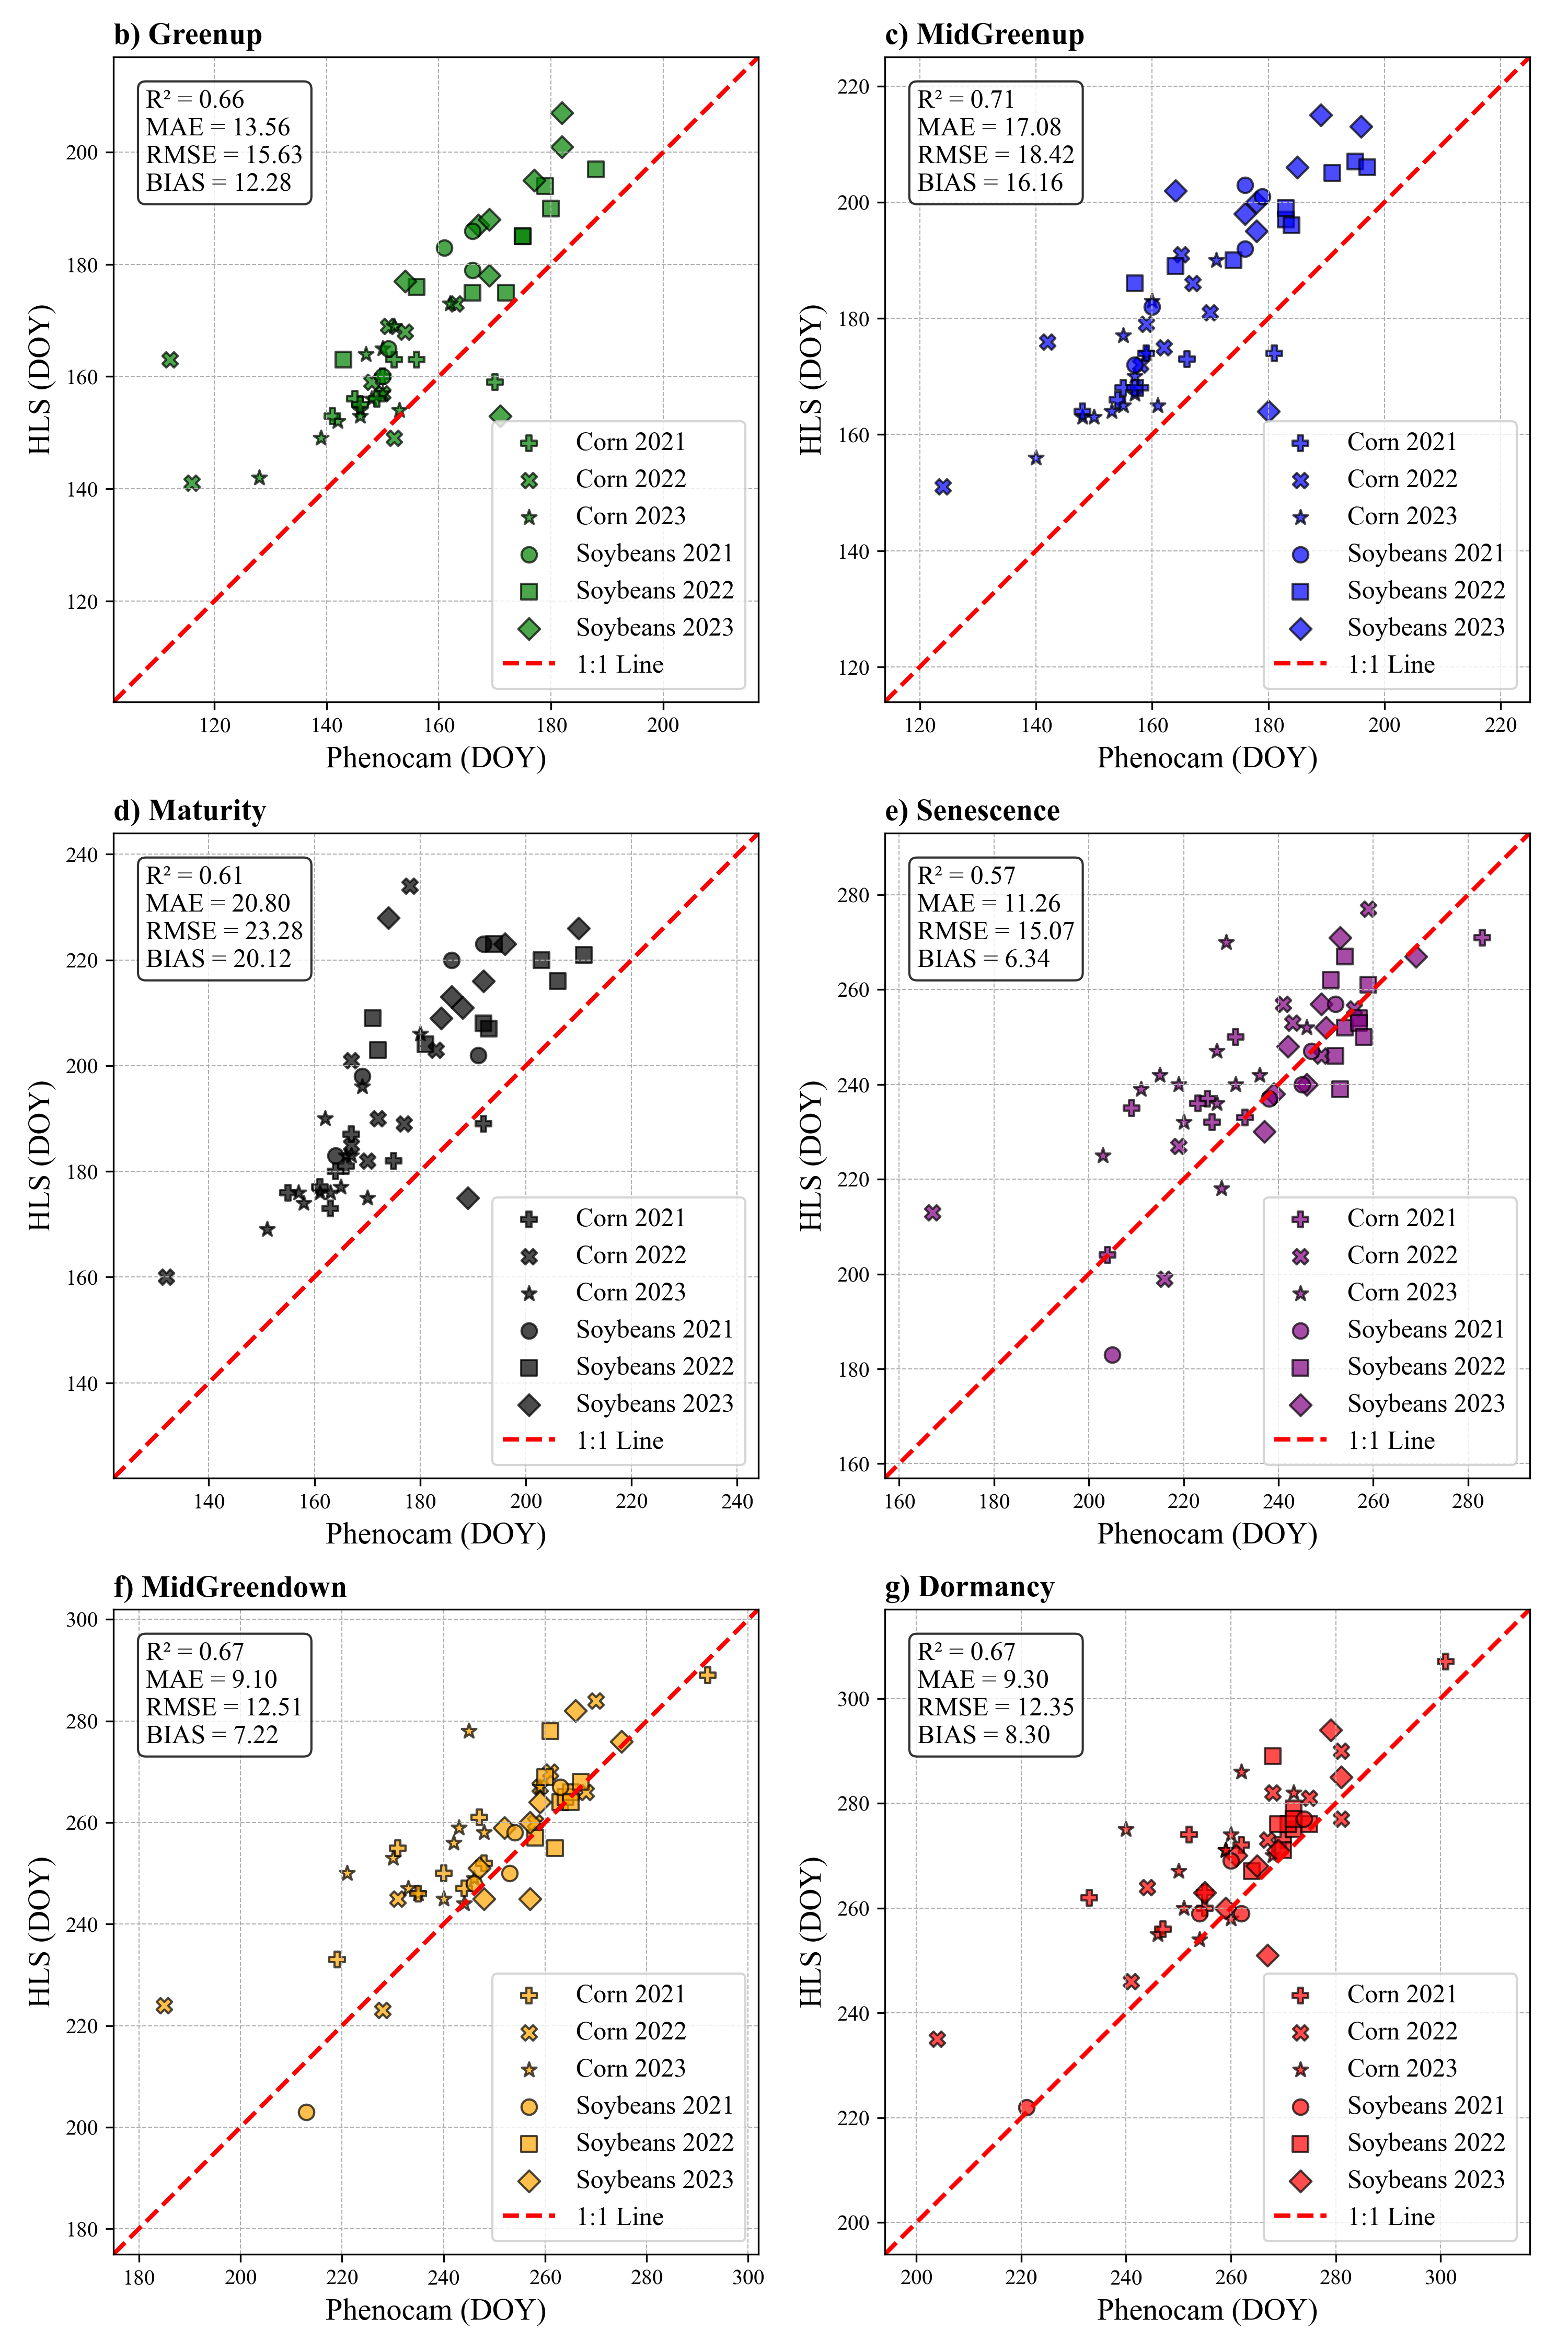 b) Greenup
R² = 0.66
MAE = 13.56
RMSE = 15.63
BIAS = 12.28
200
180
160
140
120
HLS (DOY)
Corn 2021
Corn 2022
Corn 2023
Soybeans 2021
Soybeans 2022
Soybeans 2023
1:1 Line
120 140 160 180 200
Phenocam (DOY)
c) MidGreenup
R² = 0.71
MAE = 17.08
RMSE = 18.42
BIAS = 16.16
220
200
180
160
140
120
HLS (DOY)
Corn 2021
Corn 2022
Corn 2023
Soybeans 2021
Soybeans 2022
Soybeans 2023
1:1 Line
120 140 160 180 200 220
Phenocam (DOY)
d) Maturity
R² = 0.61
MAE = 20.80
RMSE = 23.28
BIAS = 20.12
240
220
200
180
160
140
HLS (DOY)
Corn 2021
Corn 2022
Corn 2023
Soybeans 2021
Soybeans 2022
Soybeans 2023
1:1 Line
140 160 180 200 220 240
Phenocam (DOY)
e) Senescence
R² = 0.57
MAE = 11.26
RMSE = 15.07
BIAS = 6.34
280
260
240
220
200
180
160
HLS (DOY)
Corn 2021
Corn 2022
Corn 2023
Soybeans 2021
Soybeans 2022
Soybeans 2023
1:1 Line
160 180 200 220 240 260 280
Phenocam (DOY)
f) MidGreendown
R² = 0.67
MAE = 9.10
RMSE = 12.51
BIAS = 7.22
300
280
260
240
220
200
180
HLS (DOY)
Corn 2021
Corn 2022
Corn 2023
Soybeans 2021
Soybeans 2022
Soybeans 2023
1:1 Line
180 200 220 240 260 280 300
Phenocam (DOY)
g) Dormancy
R² = 0.67
MAE = 9.30
RMSE = 12.35
BIAS = 8.30
300
280
260
240
220
200
HLS (DOY)
Corn 2021
Corn 2022
Corn 2023
Soybeans 2021
Soybeans 2022
Soybeans 2023
1:1 Line
200 220 240 260 280 300
Phenocam (DOY)